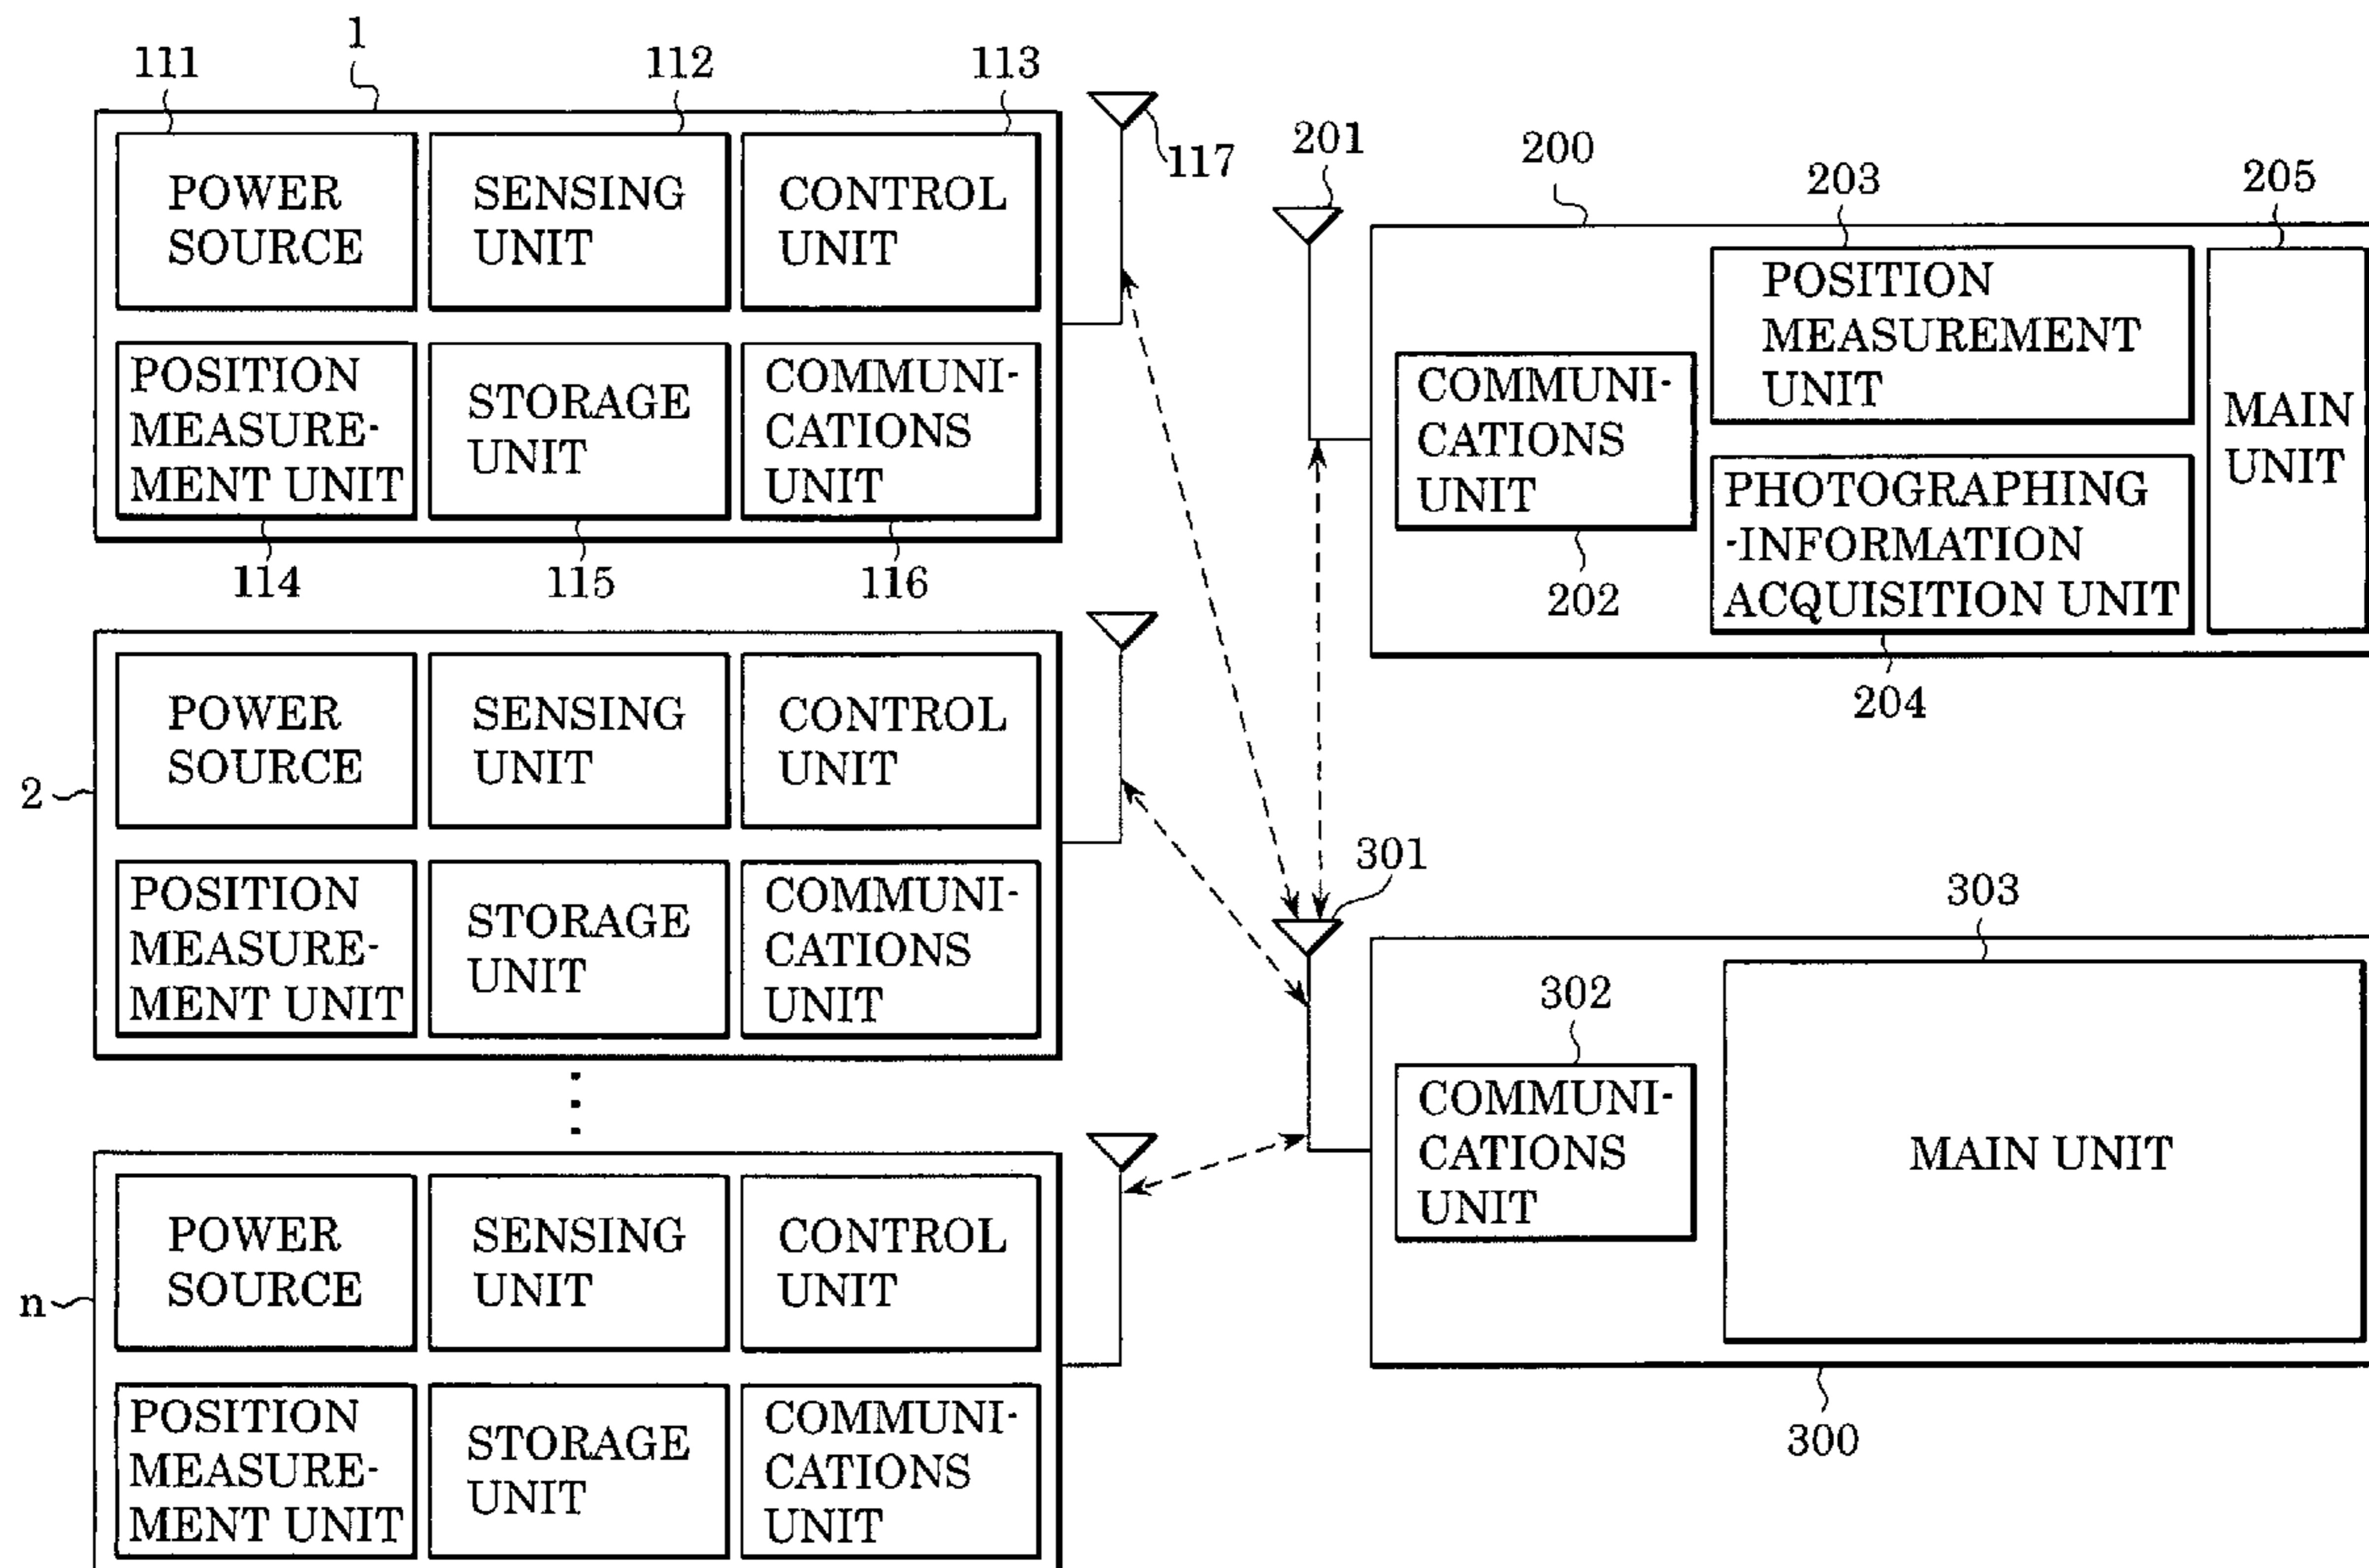 1
111
112
113
117
POWER
SOURCE
SENSING
UNIT
CONTROL
UNIT
POSITION
MEASURE-
MENT UNIT
STORAGE
UNIT
COMMUNI-
CATIONS
UNIT
114
115
116
2
POWER
SOURCE
SENSING
UNIT
CONTROL
UNIT
POSITION
MEASURE-
MENT UNIT
STORAGE
UNIT
COMMUNI-
CATIONS
UNIT
n
POWER
SOURCE
SENSING
UNIT
CONTROL
UNIT
POSITION
MEASURE-
MENT UNIT
STORAGE
UNIT
COMMUNI-
CATIONS
UNIT
201
200
203
205
COMMUNI-
CATIONS
UNIT
202
POSITION
MEASUREMENT
UNIT
PHOTOGRAPHING
-INFORMATION
ACQUISITION UNIT
204
MAIN
UNIT
301
303
302
COMMUNI-
CATIONS
UNIT
MAIN UNIT
300